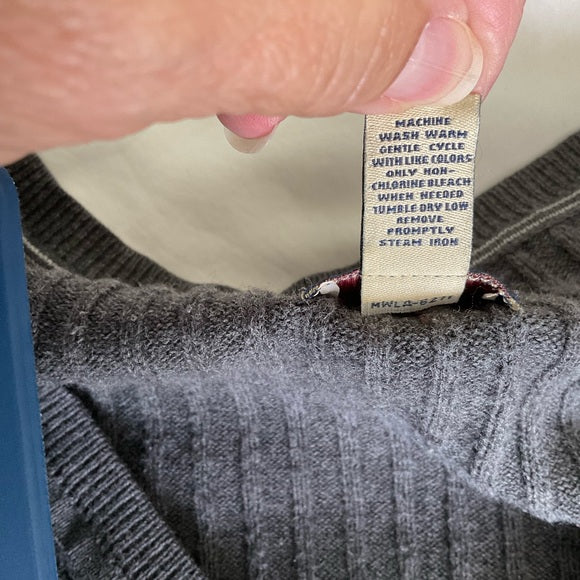 MACHINE
WASH WARM
GENTLE CYCLE
WITH LIKE COLORS
ONLY NON-
CHLORINE BLEACH
WHEN NEEDED
TUMBLE DRY LOW
REMOVE
PROMPTLY
STEAM IRON